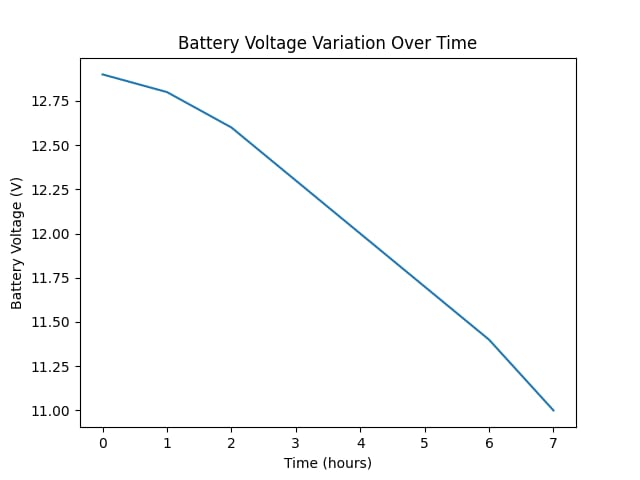 Battery Voltage Variation Over Time
Battery Voltage (V)
12.75
12.50
12.25
12.00
11.75
11.50
11.25
11.00
0 1 2 3 4 5 6 7
Time (hours)